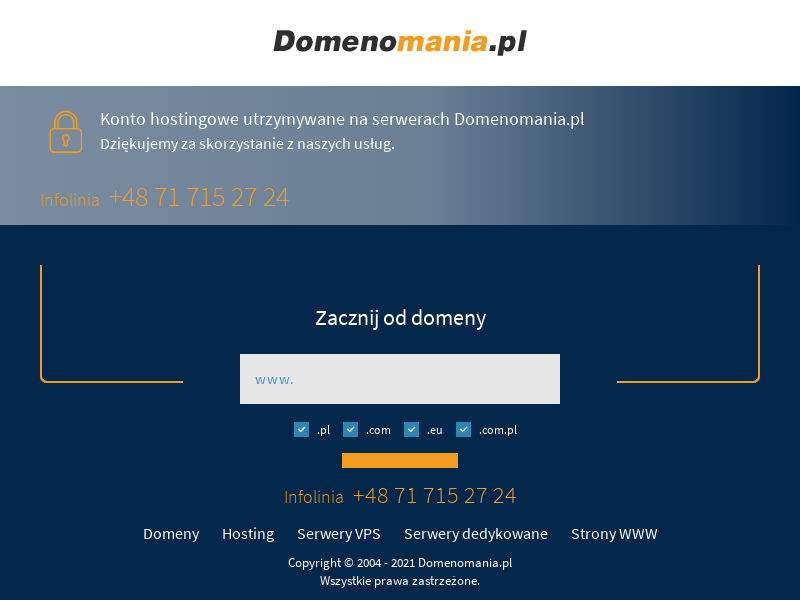 Domenomania.pl
Konto hostingowe utrzymywane na serwerach Domenomania.pl
Dziękujemy za skorzystanie z naszych usług.
Infolinia +48 71 715 27 24
Zacznij od domeny
www.
.pl .com .eu .com.pl
Infolinia +48 71 715 27 24
Domeny Hosting Serwery VPS Serwery dedykowane Strony WWW
Copyright © 2004 - 2021 Domenomania.pl
Wszystkie prawa zastrzeżone.